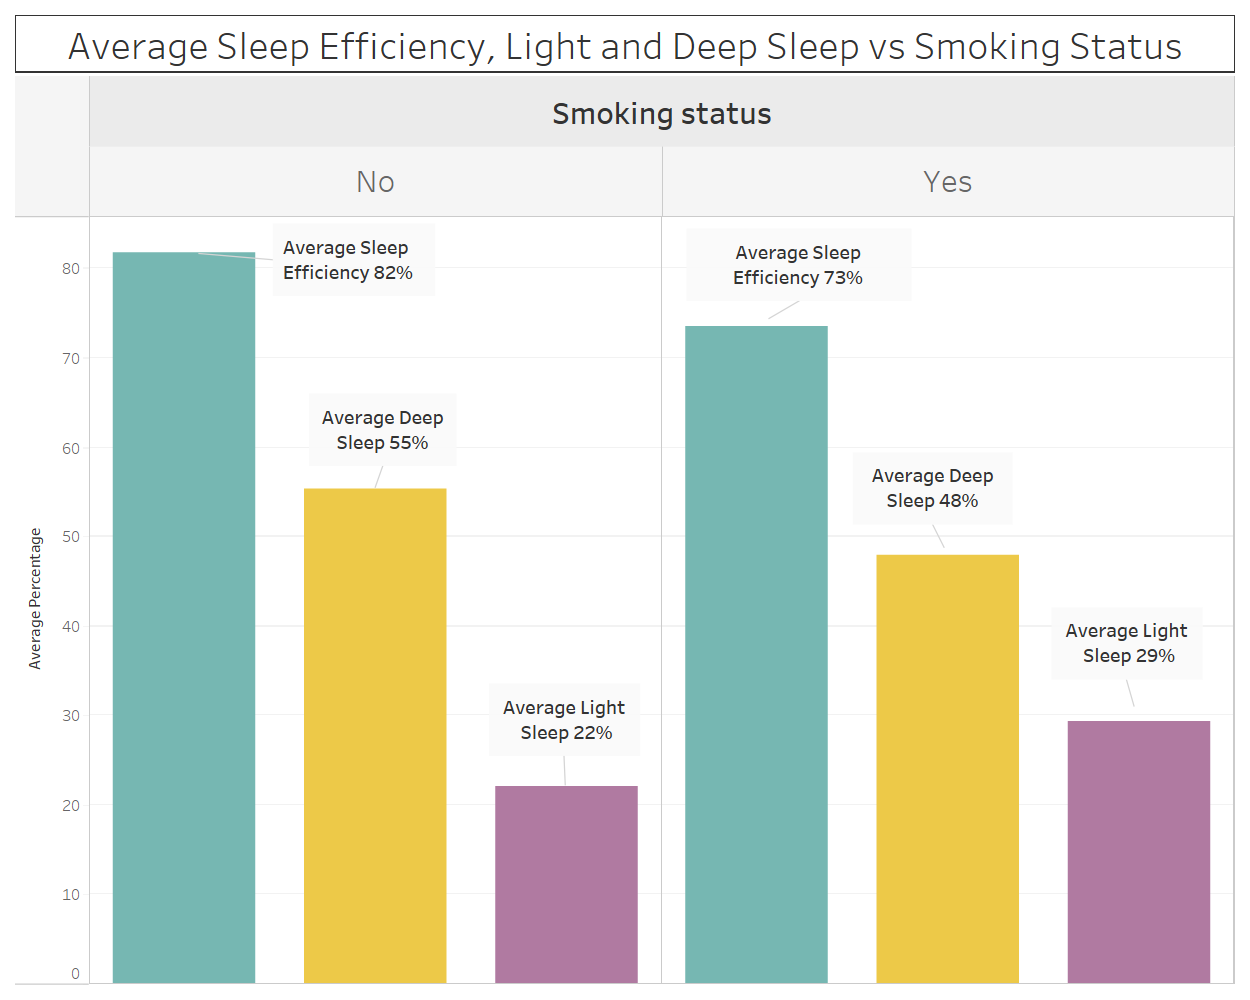 Average Sleep Efficiency, Light and Deep Sleep vs Smoking Status
Smoking status
No
Yes
Average Sleep
Efficiency 82%
Average Deep
Sleep 55%
Average Light
Sleep 22%
Average Sleep
Efficiency 73%
Average Deep
Sleep 48%
Average Light
Sleep 29%
Average Percentage
80
70
60
50
40
30
20
10
0